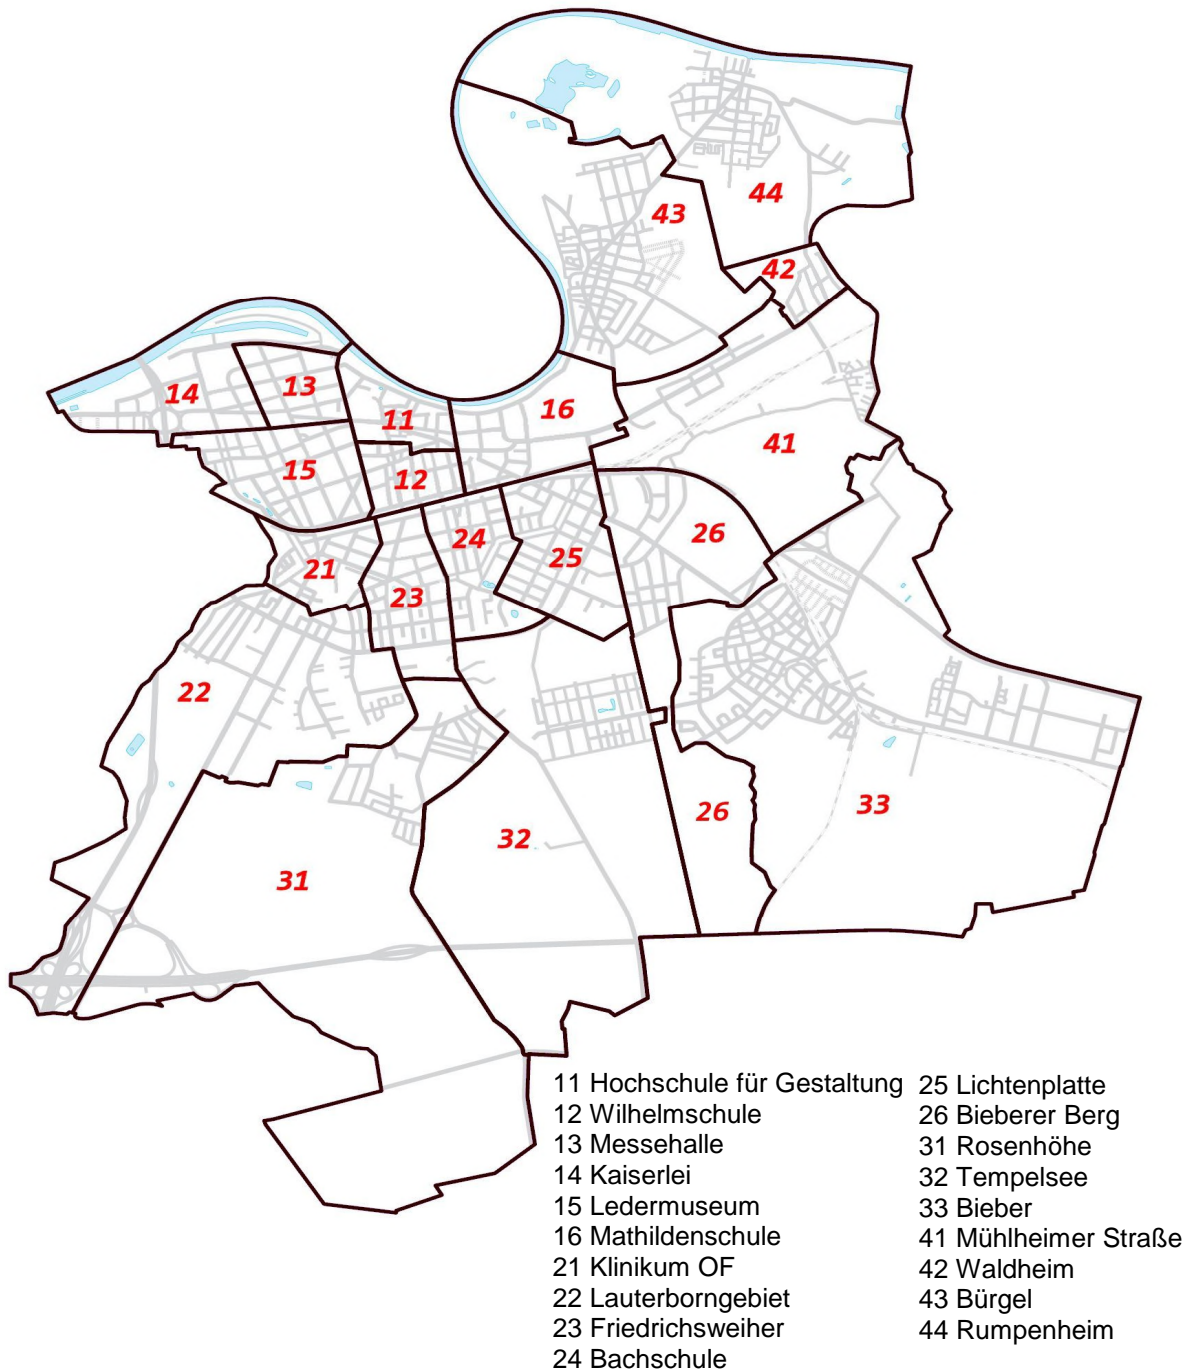 44
43
42
14
13
11
16
15
12
41
24
25
26
21
23
22
26
33
32
31
11 Hochschule für Gestaltung
12 Wilhelmschule
13 Messehalle
14 Kaiserlei
15 Ledermuseum
16 Mathildenschule
21 Klinikum OF
22 Lauterborngebiet
23 Friedrichsweiher
24 Bachschule
25 Lichtenplatte
26 Bieberer Berg
31 Rosenhöhe
32 Tempelsee
33 Bieber
41 Mühlheimer Straße
42 Waldheim
43 Bürgel
44 Rumpenheim